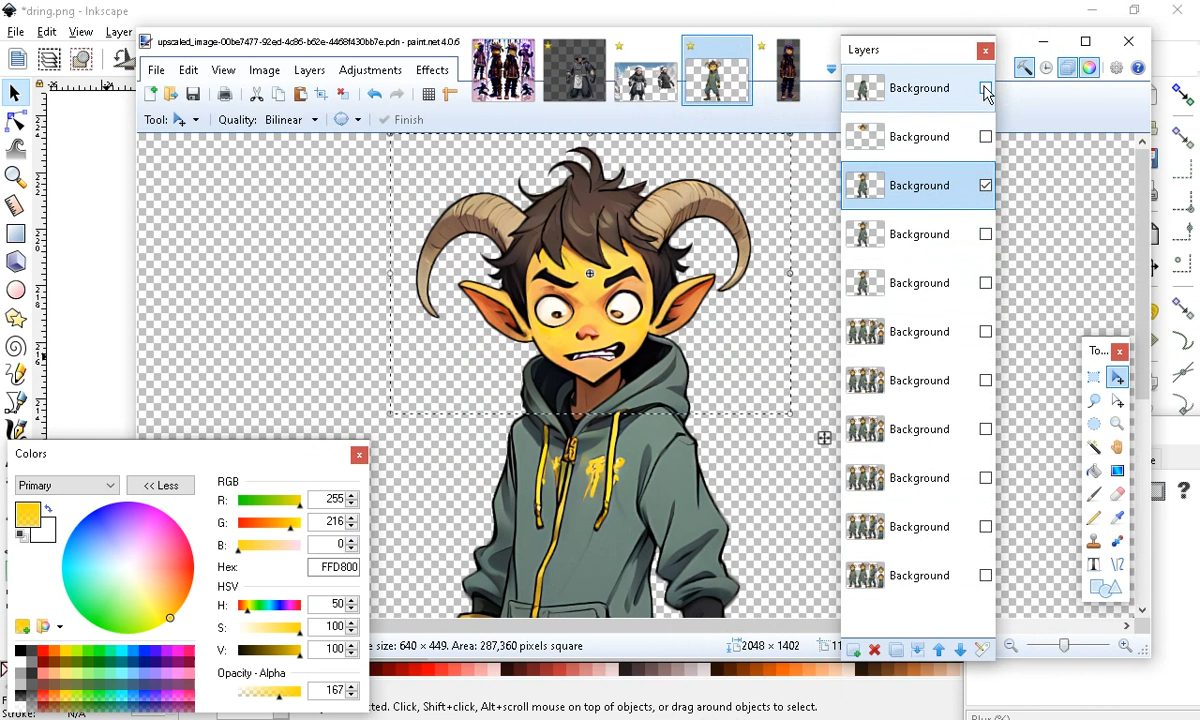 *dring.png - Inkscape
File Edit View Layer
upscaled_image-00be7477-92ed-4c86-b62e-4468f430bb7e.pdn - paint.net 4.0.6
File Edit View Image Layers Adjustments Effects
Tool: Quality: Bilinear Finish
Layers
Background
Background
Background
Background
Background
Background
Background
Background
Background
Background
Background
To...
Colors
Primary << Less
RGB
R: 255
G: 216
B: 0
Hex: FFD800
HSV
H: 50
S: 100
V: 100
Opacity - Alpha
167
e size: 640 × 449. Area: 287,360 pixels square 2048 × 1402 11
cted. Click, Shift+click, Alt+scroll mouse on top of objects, or drag around objects to select.
Stroke: N/A
Blur (%)